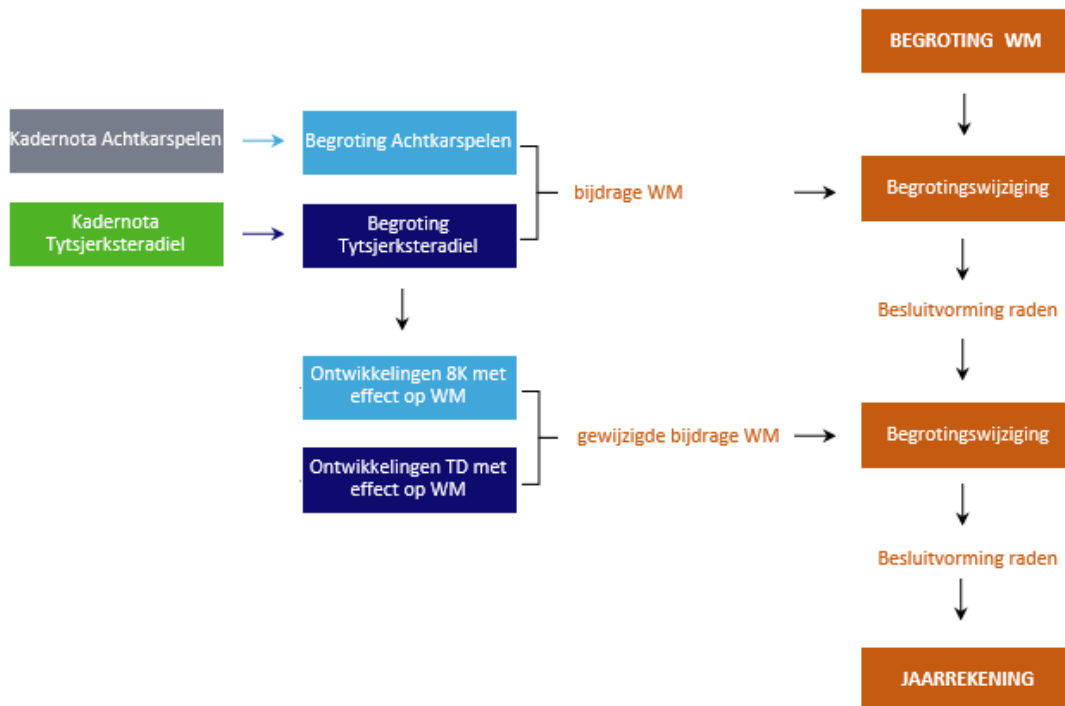 BEGROTING WM
Kadernota Achtkarspelen
Begroting Achtkarspelen
bijdrage WM
Begrotingswijziging
Kadernota
Tytsjerksteradiel
Begroting
Tytsjerksteradiel
Besluitvorming raden
Ontwikkelingen 8K met
effect op WM
gewijzigde bijdrage WM
Begrotingswijziging
Ontwikkelingen TD met
effect op WM
Besluitvorming raden
JAARREKENING